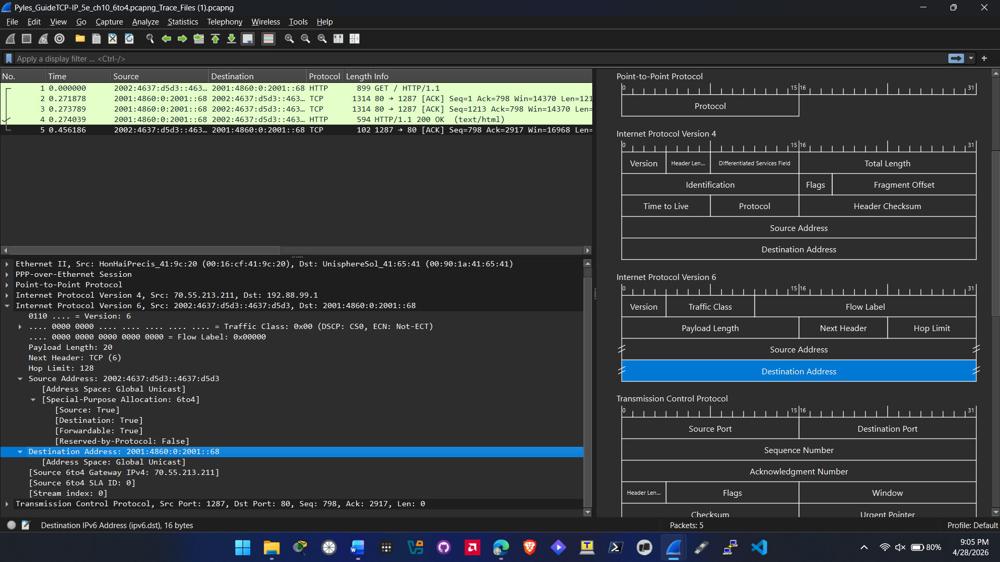 Pyles_GuideTCP-IP_5e_ch10_6to4.pcapng_Trace_Files (1).pcapng
File Edit View Go Capture Analyze Statistics Telephony Wireless Tools Help
Apply a display filter ... <Ctrl-/>
No. Time Source Destination Protocol Length Info
1 0.000000 2002:4637:d5d3::463… 2001:4860:0:2001::68 HTTP 899 GET / HTTP/1.1
2 0.271878 2001:4860:0:2001::68 2002:4637:d5d3::463… TCP 1314 80 → 1287 [ACK] Seq=1 Ack=798 Win=14370 Len=121
3 0.273789 2001:4860:0:2001::68 2002:4637:d5d3::463… TCP 1314 80 → 1287 [ACK] Seq=1213 Ack=798 Win=14370 Len=
4 0.274039 2001:4860:0:2001::68 2002:4637:d5d3::463… HTTP 594 HTTP/1.1 200 OK (text/html)
5 0.456186 2002:4637:d5d3::463… 2001:4860:0:2001::68 TCP 102 1287 → 80 [ACK] Seq=798 Ack=2917 Win=16968 Len=
Ethernet II, Src: HonHaiPrecis_41:9c:20 (00:16:cf:41:9c:20), Dst: UnisphereSol_41:65:41 (00:90:1a:41:65:41)
PPP-over-Ethernet Session
Point-to-Point Protocol
Internet Protocol Version 4, Src: 70.55.213.211, Dst: 192.88.99.1
Internet Protocol Version 6, Src: 2002:4637:d5d3::4637:d5d3, Dst: 2001:4860:0:2001::68
0110 .... = Version: 6
.... 0000 0000 .... .... .... .... .... = Traffic Class: 0x00 (DSCP: CS0, ECN: Not-ECT)
.... 0000 0000 0000 0000 0000 = Flow Label: 0x00000
Payload Length: 20
Next Header: TCP (6)
Hop Limit: 128
Source Address: 2002:4637:d5d3::4637:d5d3
[Address Space: Global Unicast]
[Special-Purpose Allocation: 6to4]
[Source: True]
[Destination: True]
[Forwardable: True]
[Reserved-by-Protocol: False]
Destination Address: 2001:4860:0:2001::68
[Address Space: Global Unicast]
[Source 6to4 Gateway IPv4: 70.55.213.211]
[Source 6to4 SLA ID: 0]
[Stream index: 0]
Transmission Control Protocol, Src Port: 1287, Dst Port: 80, Seq: 798, Ack: 2917, Len: 0
Point-to-Point Protocol
0 15 16 31
Protocol
Internet Protocol Version 4
0 15 16 31
Version Header Len... Differentiated Services Field Total Length
Identification Flags Fragment Offset
Time to Live Protocol Header Checksum
Source Address
Destination Address
Internet Protocol Version 6
0 15 16 31
Version Traffic Class Flow Label
Payload Length Next Header Hop Limit
Source Address
Destination Address
Transmission Control Protocol
0 15 16 31
Source Port Destination Port
Sequence Number
Acknowledgment Number
Header Len... Flags Window
Checksum Urgent Pointer
Destination IPv6 Address (ipv6.dst), 16 bytes
Packets: 5
Profile: Default
80%
9:05 PM
4/28/2026